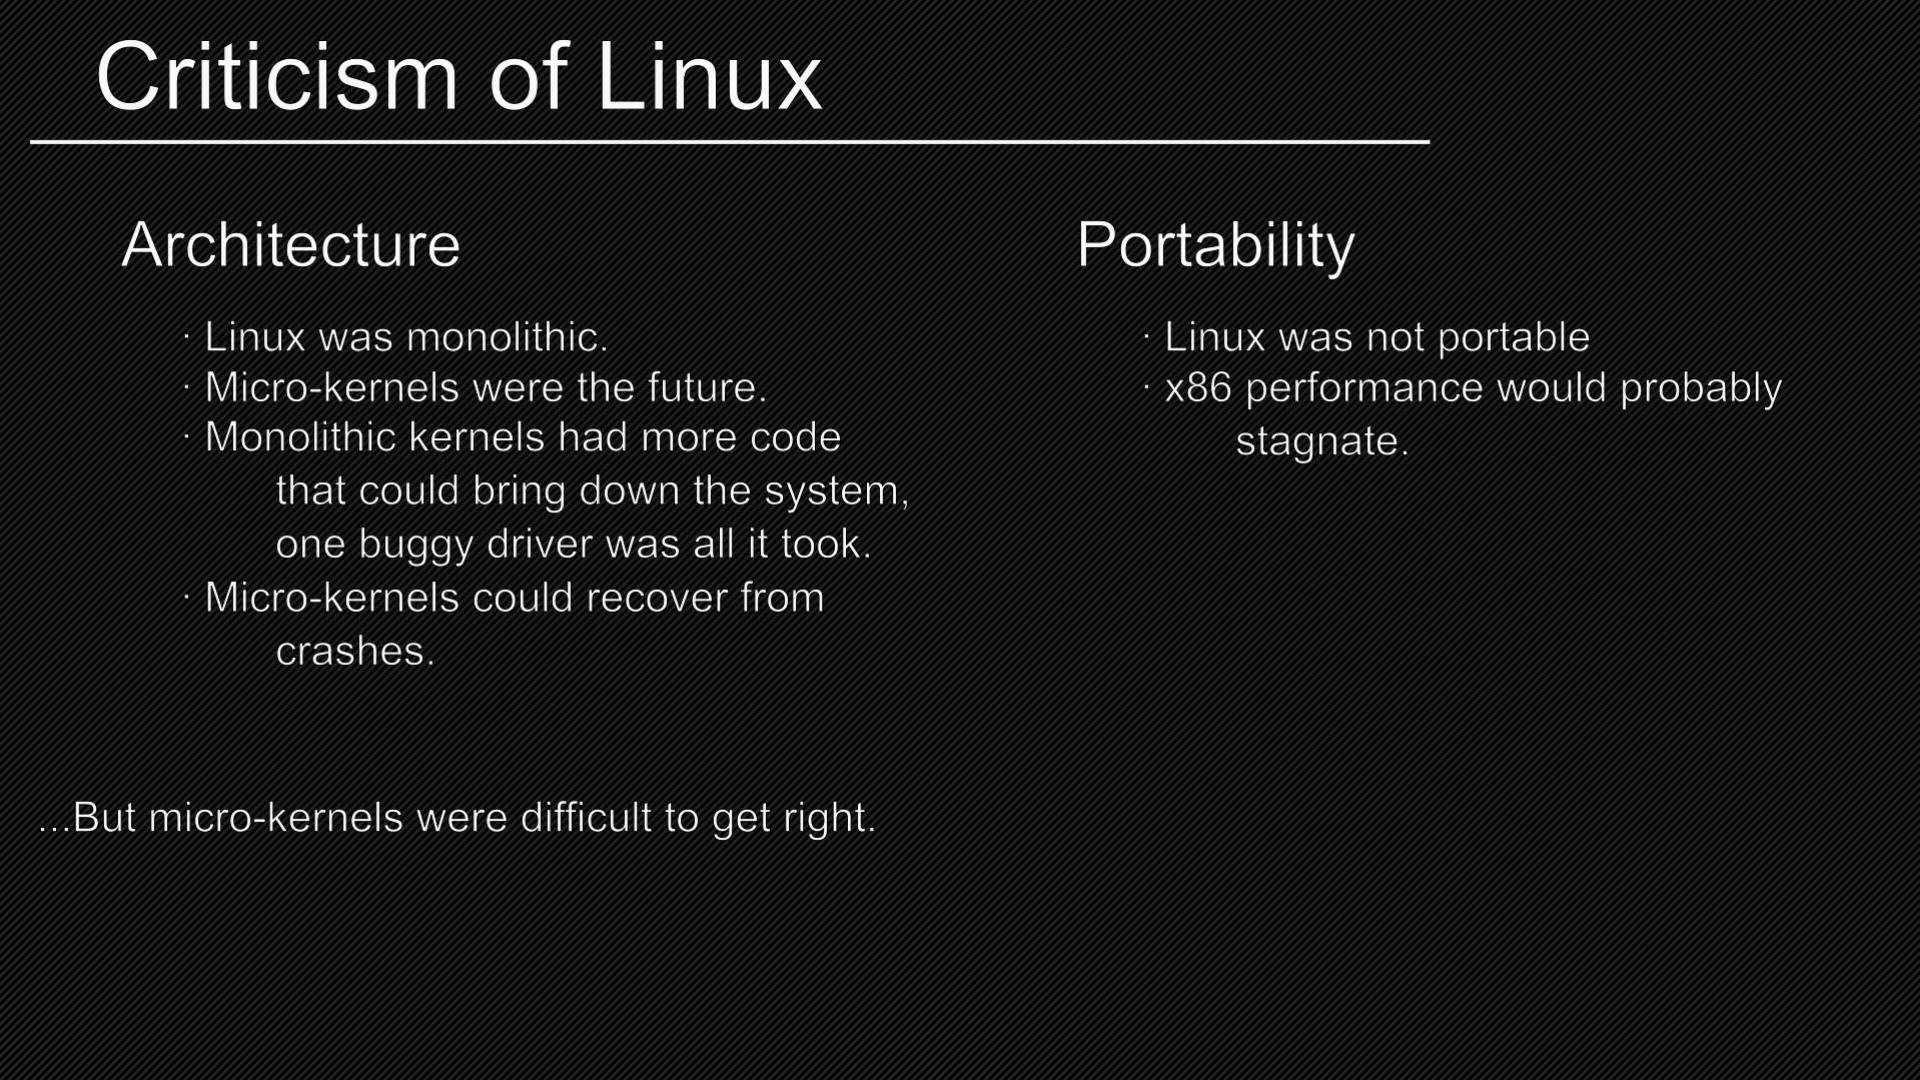 Criticism of Linux
Architecture
· Linux was monolithic.
· Micro-kernels were the future.
· Monolithic kernels had more code
that could bring down the system,
one buggy driver was all it took.
· Micro-kernels could recover from
crashes.
Portability
· Linux was not portable
· x86 performance would probably
stagnate.
...But micro-kernels were difficult to get right.